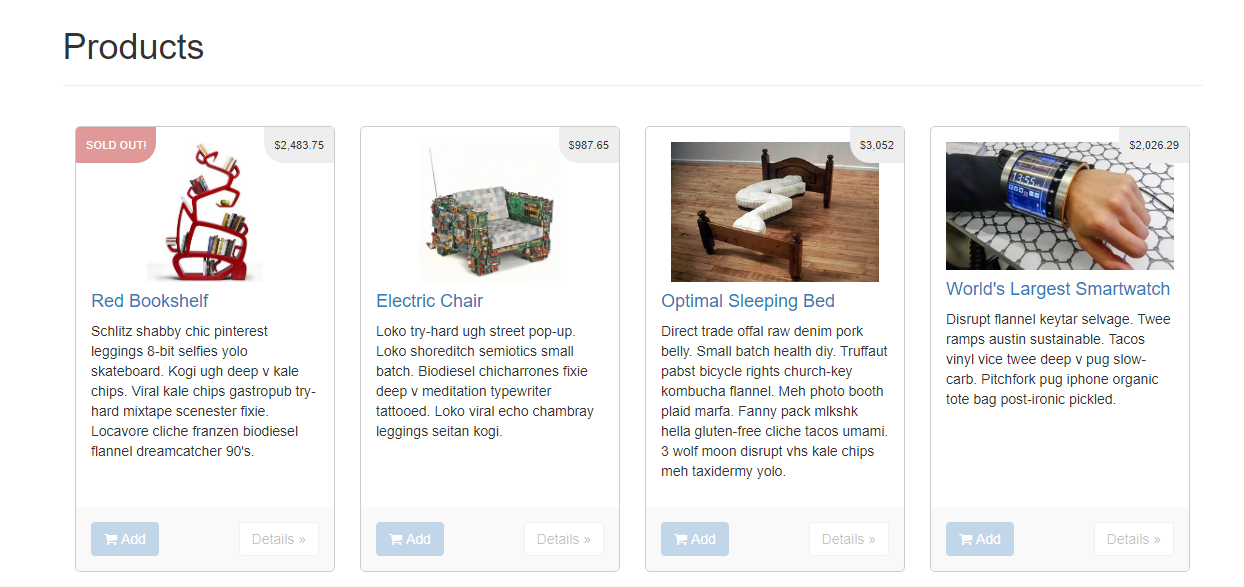 Products
SOLD OUT!
$2,483.75
Red Bookshelf
Schlitz shabby chic pinterest
leggings 8-bit selfies yolo
skateboard. Kogi ugh deep v kale
chips. Viral kale chips gastropub try-
hard mixtape scenester fixie.
Locavore cliche franzen biodiesel
flannel dreamcatcher 90's.
Add
Details »
$987.65
Electric Chair
Loko try-hard ugh street pop-up.
Loko shoreditch semiotics small
batch. Biodiesel chicharrones fixie
deep v meditation typewriter
tattooed. Loko viral echo chambray
leggings seitan kogi.
Add
Details »
$3,052
Optimal Sleeping Bed
Direct trade offal raw denim pork
belly. Small batch health diy. Truffaut
pabst bicycle rights church-key
kombucha flannel. Meh photo booth
plaid marfa. Fanny pack mlkshk
hella gluten-free cliche tacos umami.
3 wolf moon disrupt vhs kale chips
meh taxidermy yolo.
Add
Details »
$2,026.29
13:55
World's Largest Smartwatch
Disrupt flannel keytar selvage. Twee
ramps austin sustainable. Tacos
vinyl vice twee deep v pug slow-
carb. Pitchfork pug iphone organic
tote bag post-ironic pickled.
Add
Details »